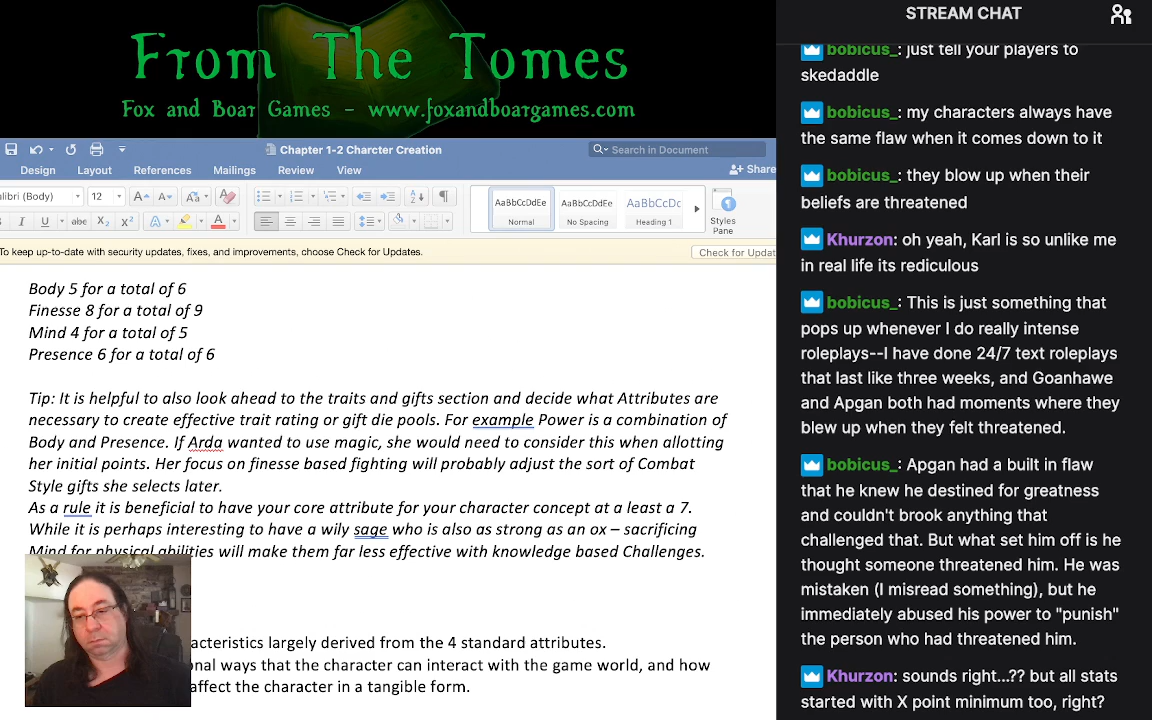 From The Tomes
Fox and Boar Games - www.foxandboargames.com
STREAM CHAT
Chapter 1-2 Charcter Creation
Search in Document
Design Layout References Mailings Review View
Share
alibri (Body) 12
AaBbCcDdEe AaBbCcDdEe AaBbCcDc
Normal No Spacing Heading 1
Styles
Pane
To keep up-to-date with security updates, fixes, and improvements, choose Check for Updates.
Check for Updat
Body 5 for a total of 6
Finesse 8 for a total of 9
Mind 4 for a total of 5
Presence 6 for a total of 6
Tip: It is helpful to also look ahead to the traits and gifts section and decide what Attributes are
necessary to create effective trait rating or gift die pools. For example Power is a combination of
Body and Presence. If Arda wanted to use magic, she would need to consider this when allotting
her initial points. Her focus on finesse based fighting will probably adjust the sort of Combat
Style gifts she selects later.
As a rule it is beneficial to have your core attribute for your character concept at a least a 7.
While it is perhaps interesting to have a wily sage who is also as strong as an ox – sacrificing
Mind for physical abilities will make them far less effective with knowledge based Challenges.
acteristics largely derived from the 4 standard attributes.
onal ways that the character can interact with the game world, and how
affect the character in a tangible form.
bobicus_: just tell your players to
skedaddle
bobicus_: my characters always have
the same flaw when it comes down to it
bobicus_: they blow up when their
beliefs are threatened
Khurzon: oh yeah, Karl is so unlike me
in real life its rediculous
bobicus_: This is just something that
pops up whenever I do really intense
roleplays--I have done 24/7 text roleplays
that last like three weeks, and Goanhawe
and Apgan both had moments where they
blew up when they felt threatened.
bobicus_: Apgan had a built in flaw
that he knew he destined for greatness
and couldn't brook anything that
challenged that. But what set him off is he
thought someone threatened him. He was
mistaken (I misread something), but he
immediately abused his power to "punish"
the person who had threatened him.
Khurzon: sounds right...?? but all stats
started with X point minimum too, right?